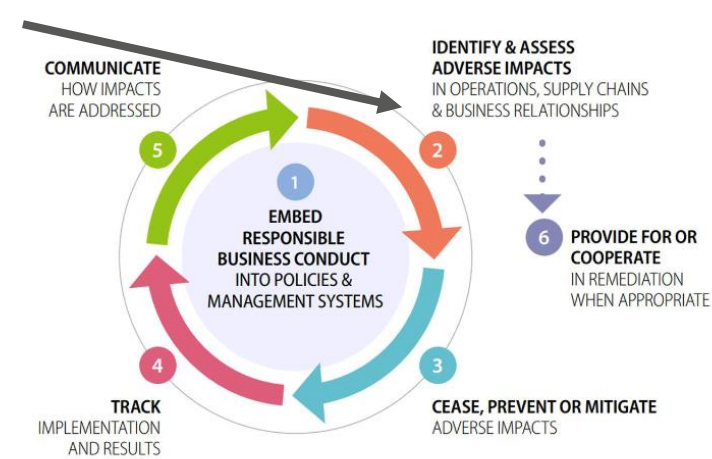 COMMUNICATE
HOW IMPACTS
ARE ADDRESSED
5
IDENTIFY & ASSESS
ADVERSE IMPACTS
IN OPERATIONS, SUPPLY CHAINS
& BUSINESS RELATIONSHIPS
2
1
EMBED
RESPONSIBLE
BUSINESS CONDUCT
INTO POLICIES &
MANAGEMENT SYSTEMS
6
PROVIDE FOR OR
COOPERATE
IN REMEDIATION
WHEN APPROPRIATE
4
TRACK
IMPLEMENTATION
AND RESULTS
3
CEASE, PREVENT OR MITIGATE
ADVERSE IMPACTS